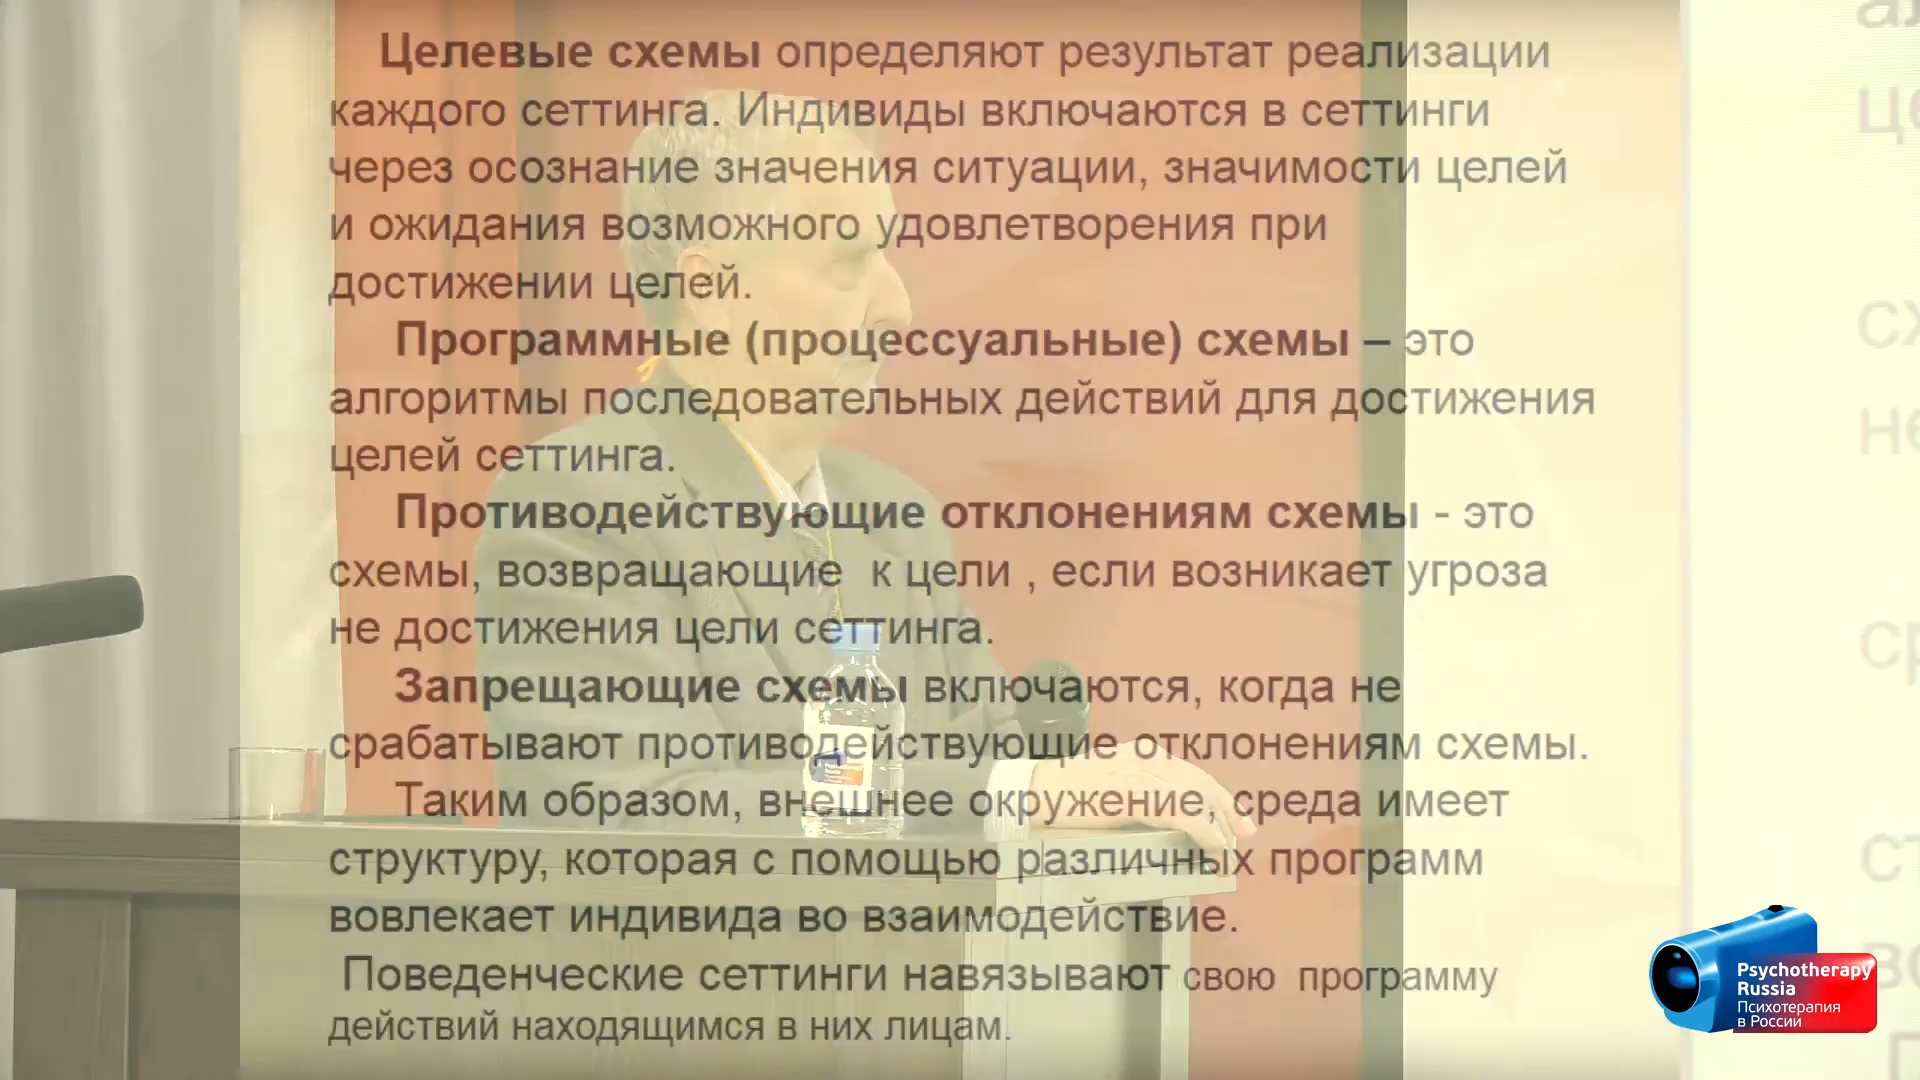 Целевые схемы определяют результат реализации
каждого сеттинга. Индивиды включаются в сеттинги
через осознание значения ситуации, значимости целей
и ожидания возможного удовлетворения при
достижении целей.
Программные (процессуальные) схемы – это
алгоритмы последовательных действий для достижения
целей сеттинга.
Противодействующие отклонениям схемы - это
схемы, возвращающие к цели , если возникает угроза
не достижения цели сеттинга.
Запрещающие схемы включаются, когда не
срабатывают противодействующие отклонениям схемы.
Таким образом, внешнее окружение, среда имеет
структуру, которая с помощью различных программ
вовлекает индивида во взаимодействие.
Поведенческие сеттинги навязывают свою программу
действий находящимся в них лицам.
Psychotherapy
Russia
Психотерапия
в России
Psychotherapy
Russia